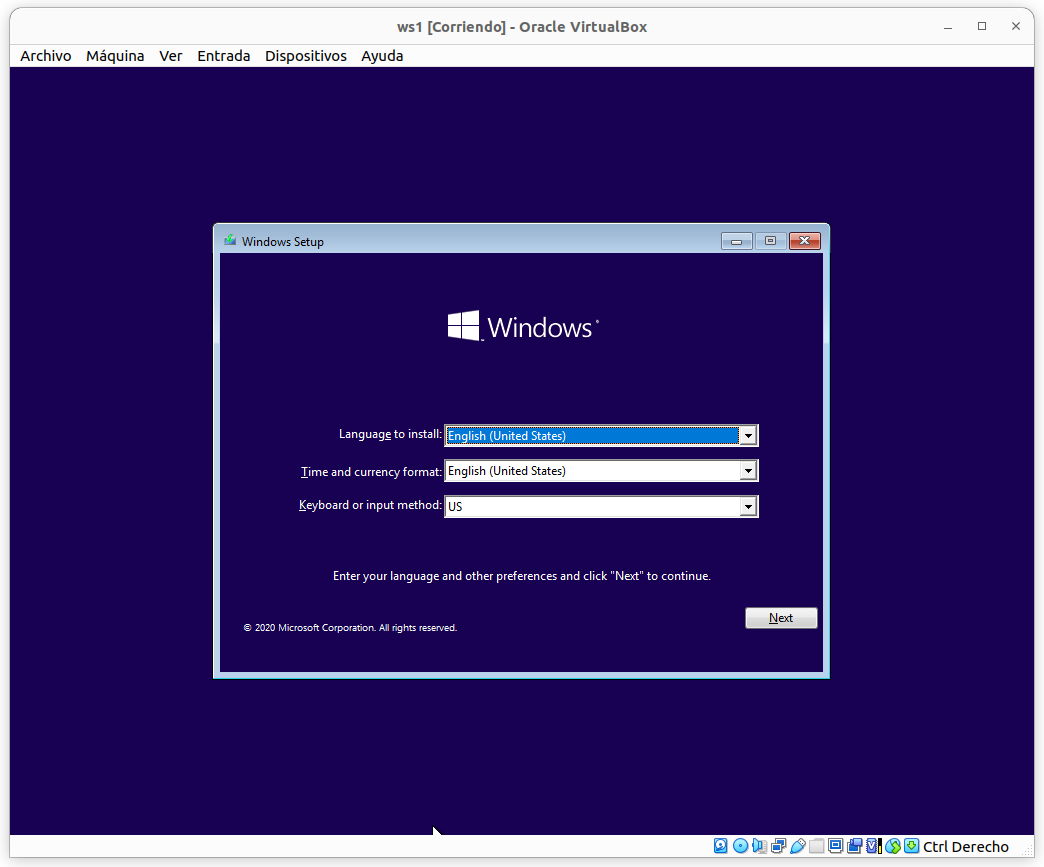 ws1 [Corriendo] - Oracle VirtualBox
Archivo Máquina Ver Entrada Dispositivos Ayuda
Windows Setup
Windows
Language to install: English (United States)
Time and currency format: English (United States)
Keyboard or input method: US
Enter your language and other preferences and click "Next" to continue.
Next
© 2020 Microsoft Corporation. All rights reserved.
Ctrl Derecho